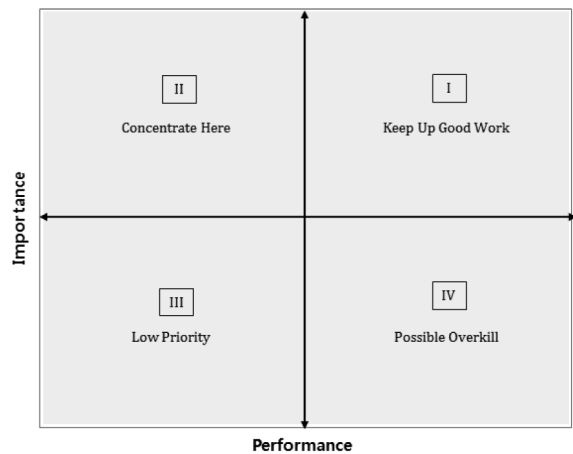 II
Concentrate Here
I
Keep Up Good Work
Importance
III
Low Priority
IV
Possible Overkill
Performance